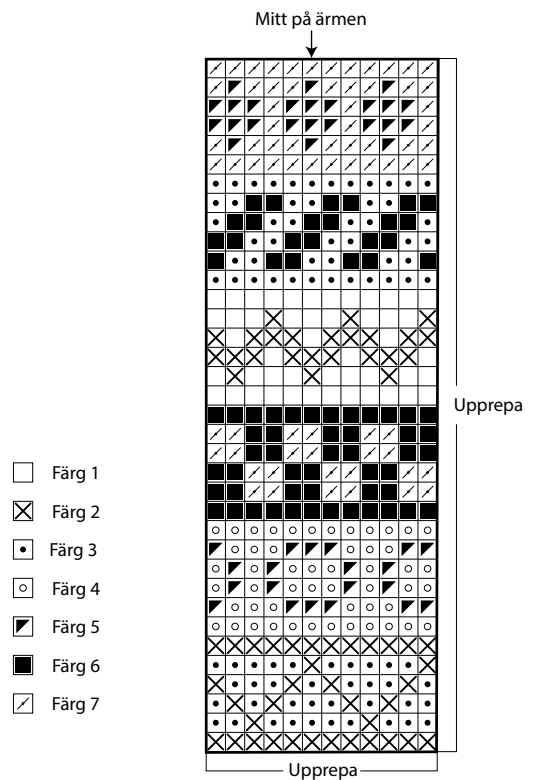 Mitt på ärmen
Upprepa
Färg 1
Färg 2
Färg 3
Färg 4
Färg 5
Färg 6
Färg 7
Upprepa